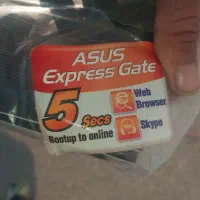 ASUS
Express Gate
5 Secs
Bootup to online
Web
Browser
Skype